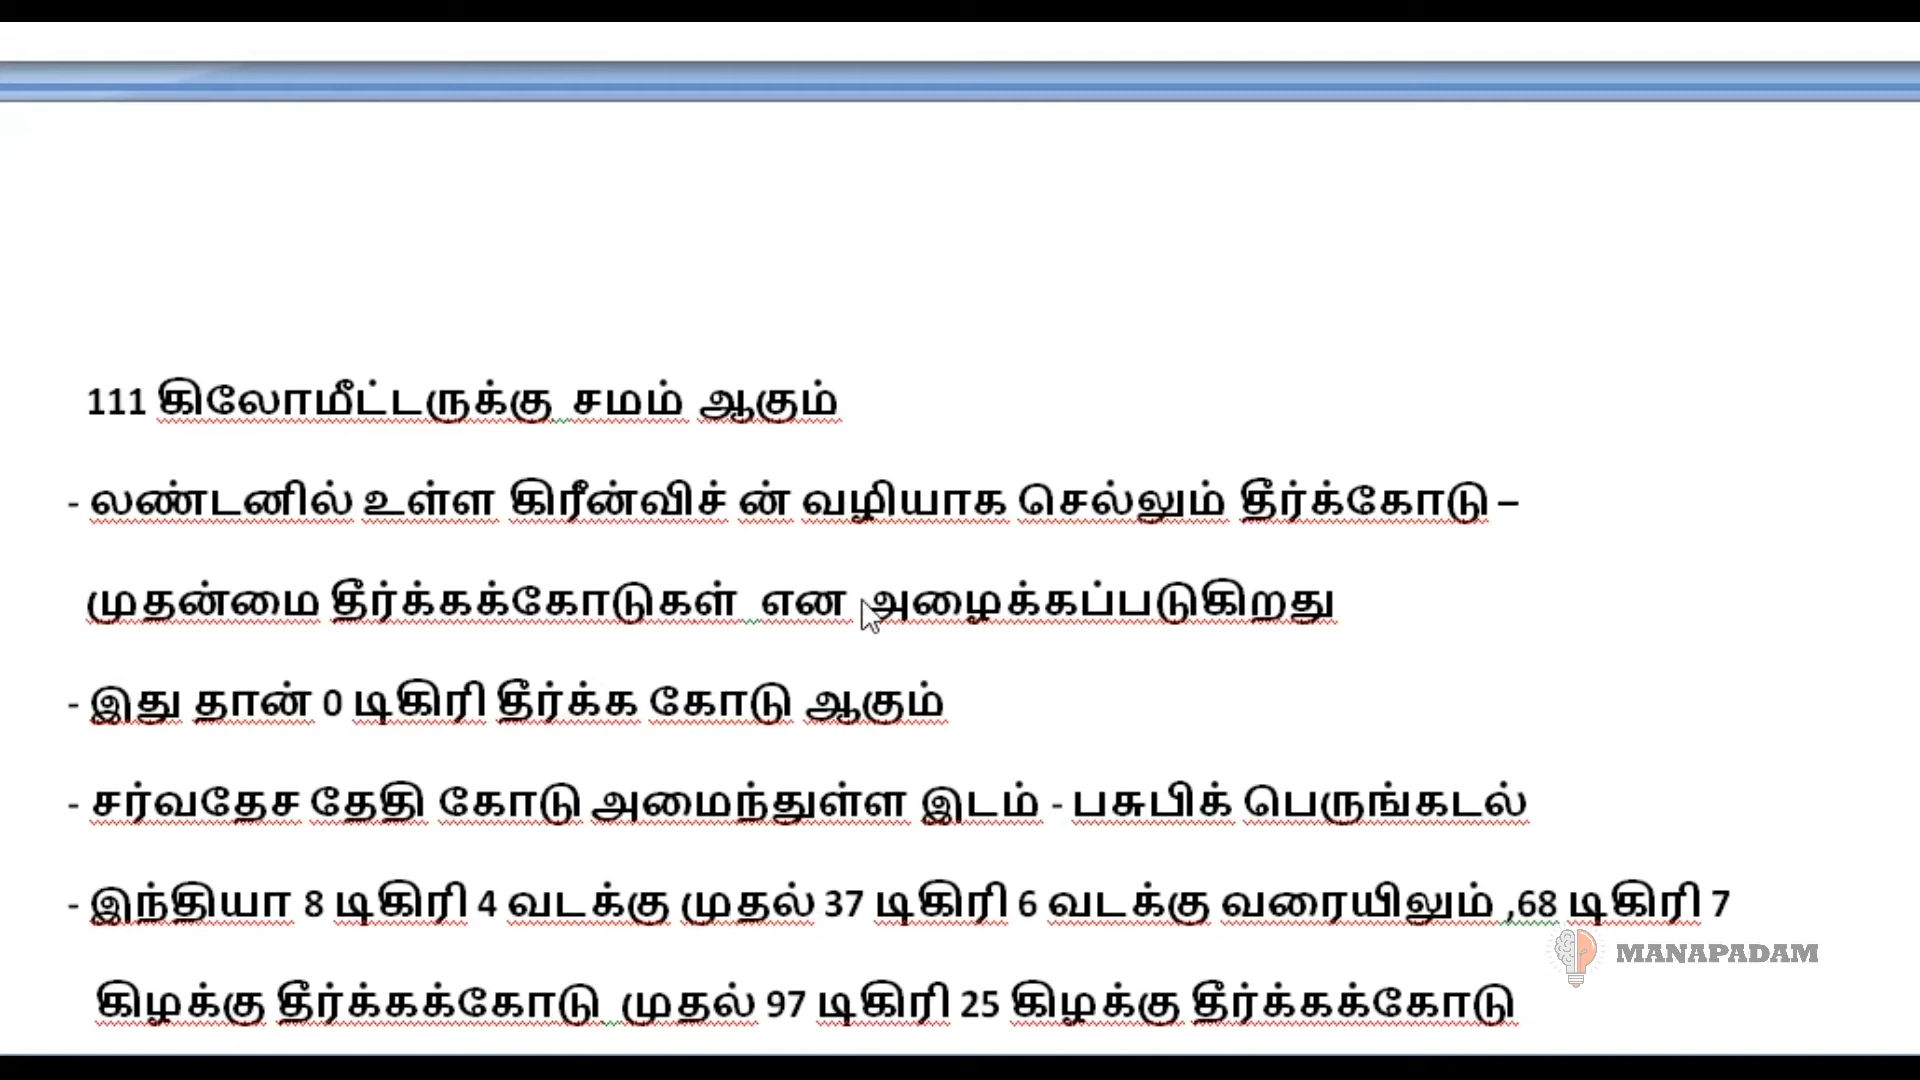 111 கிலோமீட்டருக்கு சமம் ஆகும்
- லண்டனில் உள்ள கிரீன்விச் ன் வழியாக செல்லும் தீர்க்கோடு –
முதன்மை தீர்க்கக்கோடுகள் என அழைக்கப்படுகிறது
- இது தான் 0 டிகிரி தீர்க்க கோடு ஆகும்
- சர்வதேச தேதி கோடு அமைந்துள்ள இடம் - பசுபிக் பெருங்கடல்
- இந்தியா 8 டிகிரி 4 வடக்கு முதல் 37 டிகிரி 6 வடக்கு வரையிலும் ,68 டிகிரி 7
MANAPADAM
கிழக்கு தீர்க்கக்கோடு முதல் 97 டிகிரி 25 கிழக்கு தீர்க்கக்கோடு